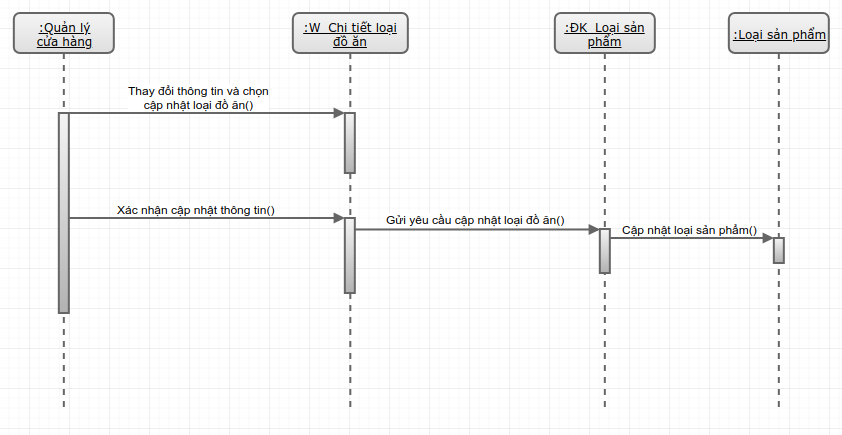 :Quản lý
cửa hàng
:W_Chi tiết loại
đồ ăn
:ĐK_Loại sản
phẩm
:Loại sản phẩm
Thay đổi thông tin và chọn
cập nhật loại đồ ăn()
Xác nhận cập nhật thông tin()
Gửi yêu cầu cập nhật loại đồ ăn()
Cập nhật loại sản phẩm()